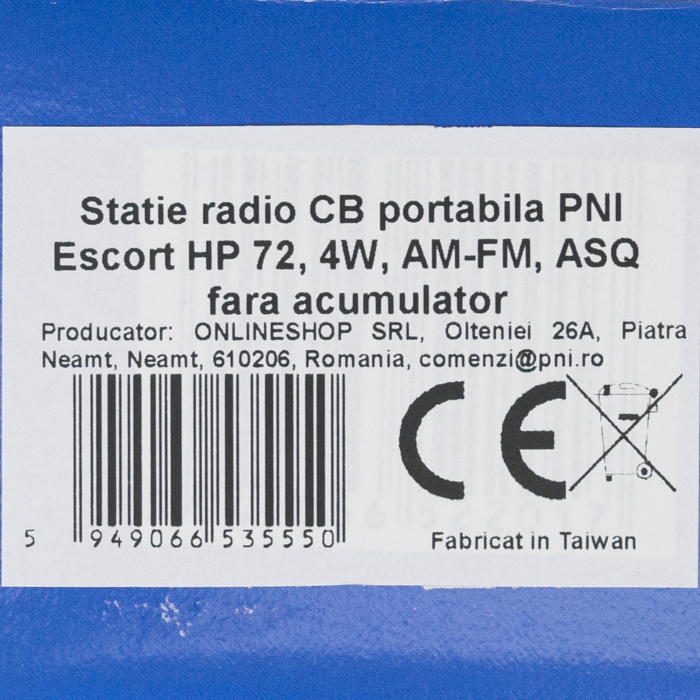 Statie radio CB portabila PNI
Escort HP 72, 4W, AM-FM, ASQ
fara acumulator
Producator: ONLINESHOP SRL, Olteniei 26A, Piatra
Neamt, Neamt, 610206, Romania, comenzi@pni.ro
CE
5 949066 535550
Fabricat in Taiwan